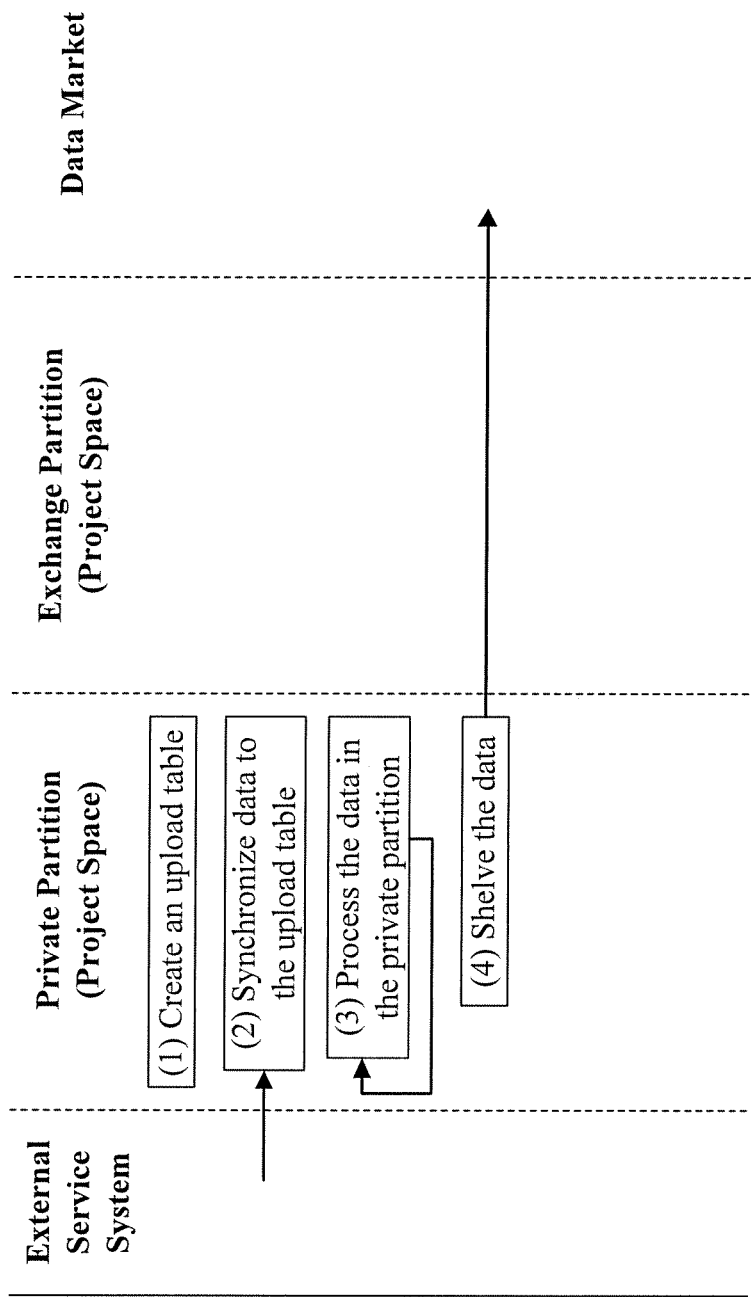 External
Service
System
Private Partition
(Project Space)
Exchange Partition
(Project Space)
Data Market
(1) Create an upload table
(2) Synchronize data to
the upload table
(3) Process the data in
the private partition
(4) Shelve the data